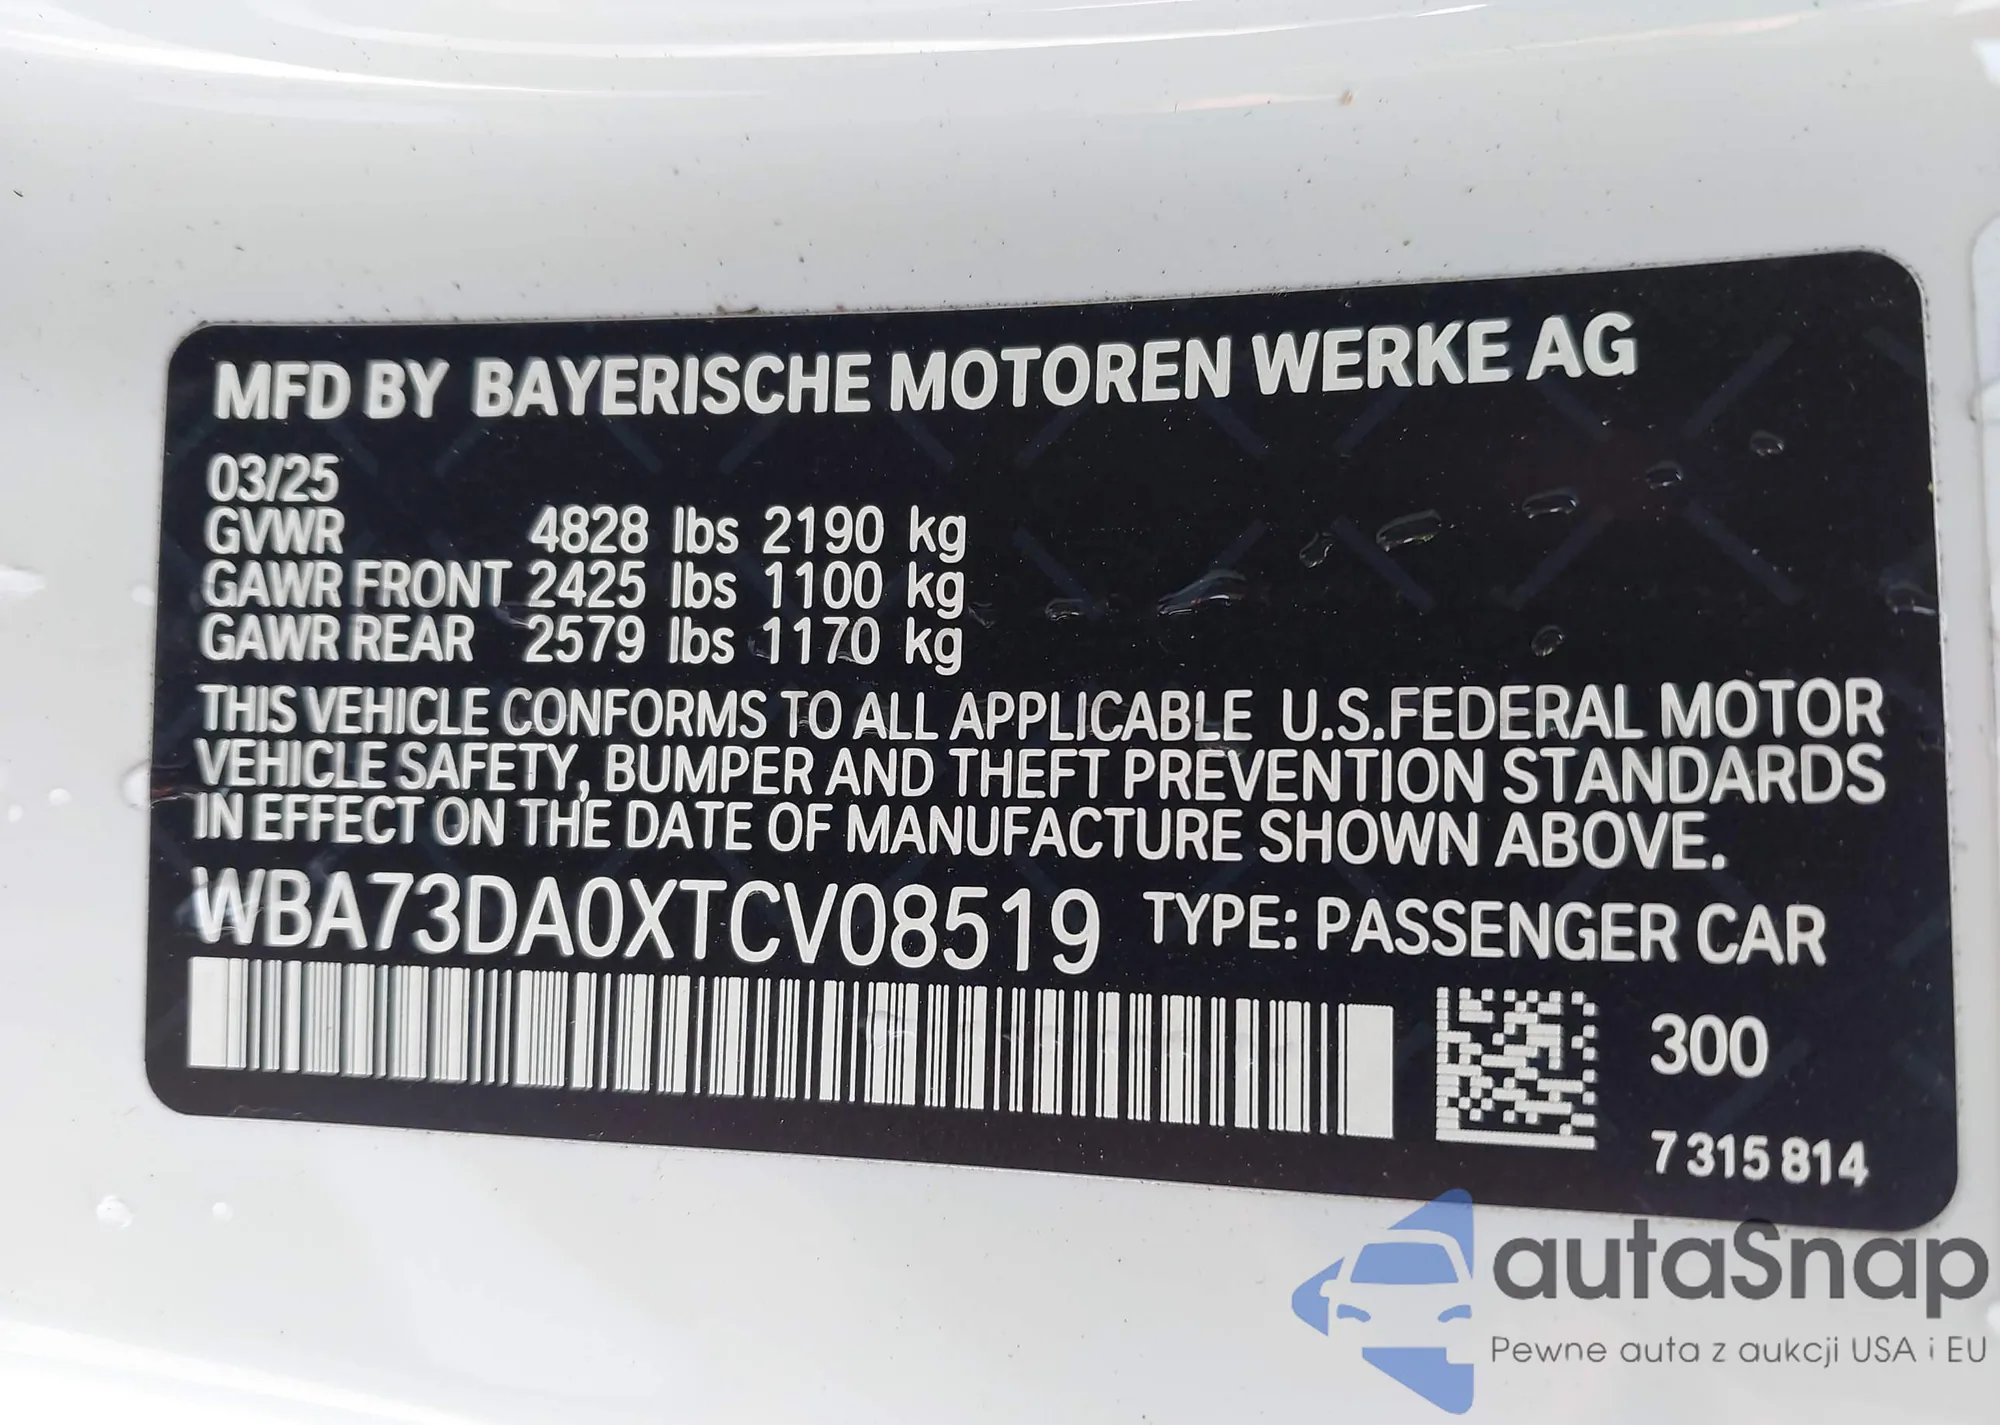 MFD BY BAYERISCHE MOTOREN WERKE AG
03/25
GVWR 4828 lbs 2190 kg
GAWR FRONT 2425 lbs 1100 kg
GAWR REAR 2579 lbs 1170 kg
THIS VEHICLE CONFORMS TO ALL APPLICABLE U.S.FEDERAL MOTOR
VEHICLE SAFETY, BUMPER AND THEFT PREVENTION STANDARDS
IN EFFECT ON THE DATE OF MANUFACTURE SHOWN ABOVE.
WBA73DA0XTCV08519 TYPE: PASSENGER CAR
300
7 315 814
autaSnap
Pewne auta z aukcji USA i EU